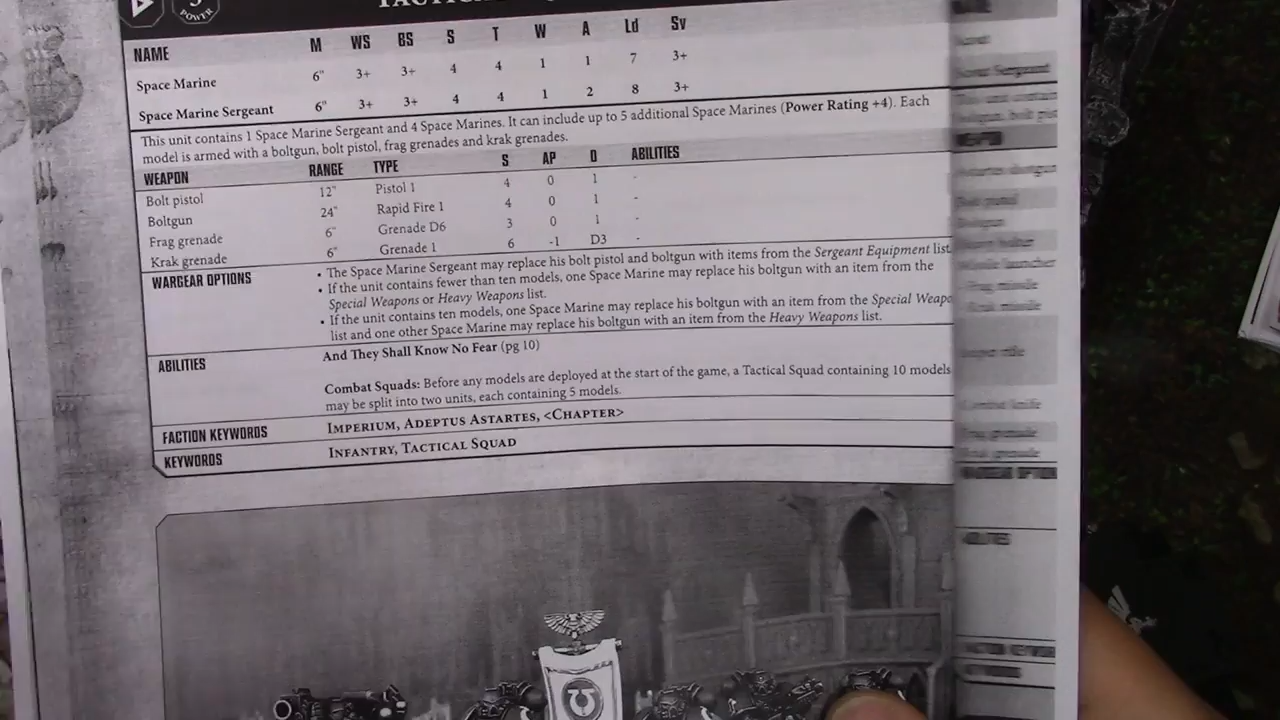 5
POWER
NAME M WS BS S T W A Ld Sv
Space Marine 6" 3+ 3+ 4 4 1 1 7 3+
Space Marine Sergeant 6" 3+ 3+ 4 4 1 2 8 3+
This unit contains 1 Space Marine Sergeant and 4 Space Marines. It can include up to 5 additional Space Marines (Power Rating +4). Each
model is armed with a boltgun, bolt pistol, frag grenades and krak grenades.
WEAPON RANGE TYPE S AP D ABILITIES
Bolt pistol 12" Pistol 1 4 0 1 -
Boltgun 24" Rapid Fire 1 4 0 1 -
Frag grenade 6" Grenade D6 3 0 1 -
Krak grenade 6" Grenade 1 6 -1 D3 -
WARGEAR OPTIONS • The Space Marine Sergeant may replace his bolt pistol and boltgun with items from the Sergeant Equipment list.
• If the unit contains fewer than ten models, one Space Marine may replace his boltgun with an item from the
Special Weapons or Heavy Weapons list.
• If the unit contains ten models, one Space Marine may replace his boltgun with an item from the Special Weapo
list and one other Space Marine may replace his boltgun with an item from the Heavy Weapons list.
ABILITIES And They Shall Know No Fear (pg 10)
Combat Squads: Before any models are deployed at the start of the game, a Tactical Squad containing 10 models
may be split into two units, each containing 5 models.
FACTION KEYWORDS IMPERIUM, ADEPTUS ASTARTES, <CHAPTER>
KEYWORDS INFANTRY, TACTICAL SQUAD